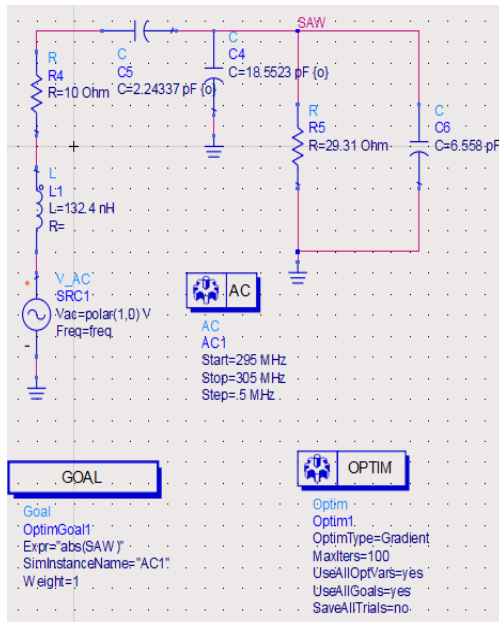 SAW
R
R4
R=10 Ohm
C
C5
C=2.24337 pF {o}
C
C4
C=18.5523 pF {o}
R
R5
R=29.31 Ohm
C
C6
C=6.558 pF
L
L1
L=132.4 nH
R=
+
V_AC
SRC1
Vac=polar(1,0) V
Freq=freq
-
AC
AC
AC1
Start=295 MHz
Stop=305 MHz
Step=.5 MHz
GOAL
Goal
OptimGoal1
Expr="abs(SAW)"
SimInstanceName="AC1"
Weight=1
OPTIM
Optim
Optim1
OptimType=Gradient
MaxIters=100
UseAllOptVars=yes
UseAllGoals=yes
SaveAllTrials=no